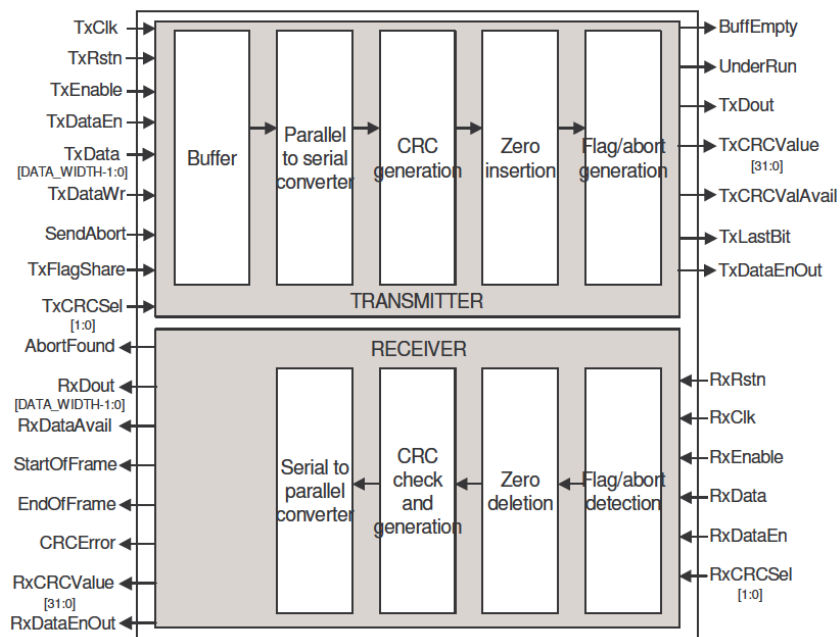 TxClk
TxRstn
TxEnable
TxDataEn
TxData
[DATA_WIDTH-1:0]
TxDataWr
SendAbort
TxFlagShare
TxCRCSel
[1:0]
Buffer
Parallel
to serial
converter
CRC
generation
Zero
insertion
Flag/abort
generation
TRANSMITTER
BuffEmpty
UnderRun
TxDout
TxCRCValue
[31:0]
TxCRCValAvail
TxLastBit
TxDataEnOut
AbortFound
RxDout
[DATA_WIDTH-1:0]
RxDataAvail
StartOfFrame
EndOfFrame
CRCError
RxCRCValue
[31:0]
RxDataEnOut
RECEIVER
Serial to
parallel
converter
CRC
check
and
generation
Zero
deletion
Flag/abort
detection
RxRstn
RxClk
RxEnable
RxData
RxDataEn
RxCRCSel
[1:0]